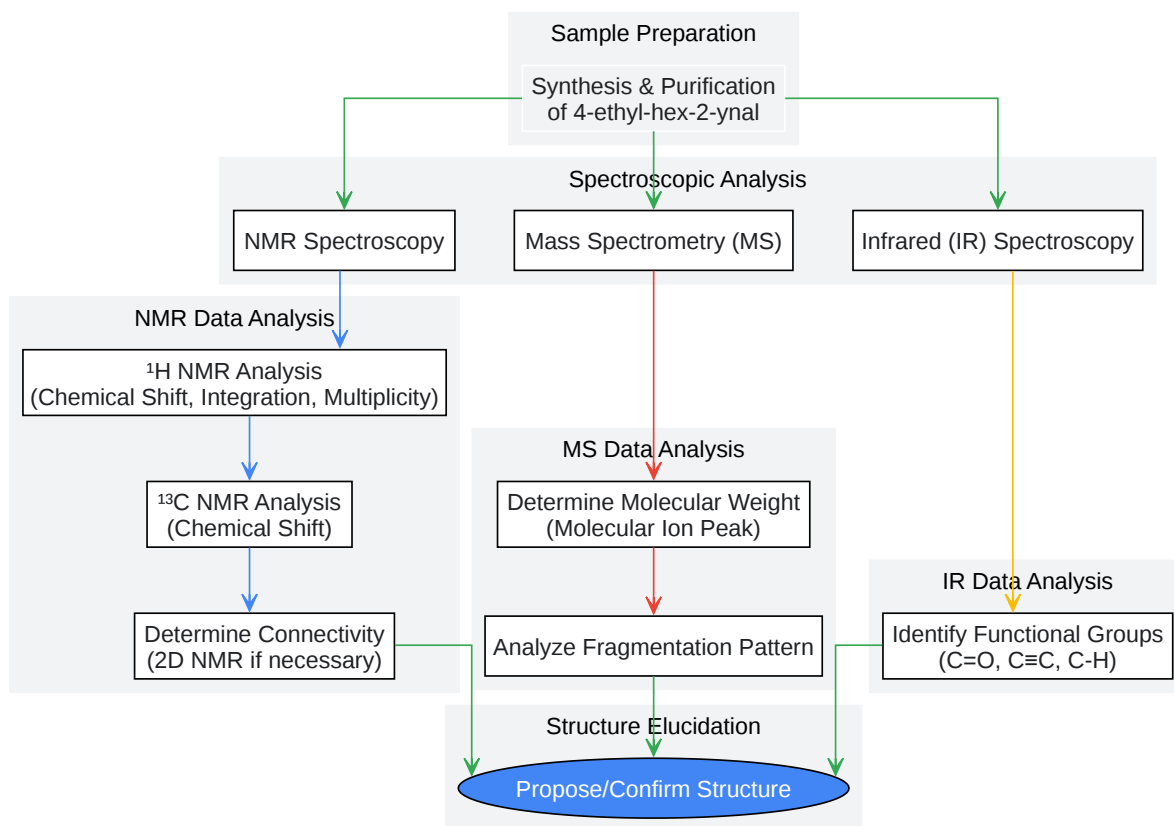 Sample Preparation
Synthesis & Purification
of 4-ethyl-hex-2-ynal
Spectroscopic Analysis
NMR Spectroscopy
Mass Spectrometry (MS)
Infrared (IR) Spectroscopy
NMR Data Analysis
¹H NMR Analysis
(Chemical Shift, Integration, Multiplicity)
¹³C NMR Analysis
(Chemical Shift)
Determine Connectivity
(2D NMR if necessary)
MS Data Analysis
Determine Molecular Weight
(Molecular Ion Peak)
Analyze Fragmentation Pattern
IR Data Analysis
Identify Functional Groups
(C=O, C≡C, C-H)
Structure Elucidation
Propose/Confirm Structure